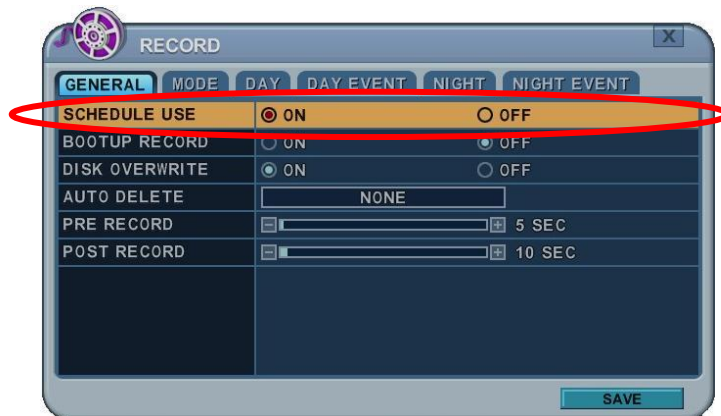 RECORD
X
GENERAL MODE DAY DAY EVENT NIGHT NIGHT EVENT
SCHEDULE USE ON OFF
BOOTUP RECORD ON OFF
DISK OVERWRITE ON OFF
AUTO DELETE NONE
PRE RECORD 5 SEC
POST RECORD 10 SEC
SAVE